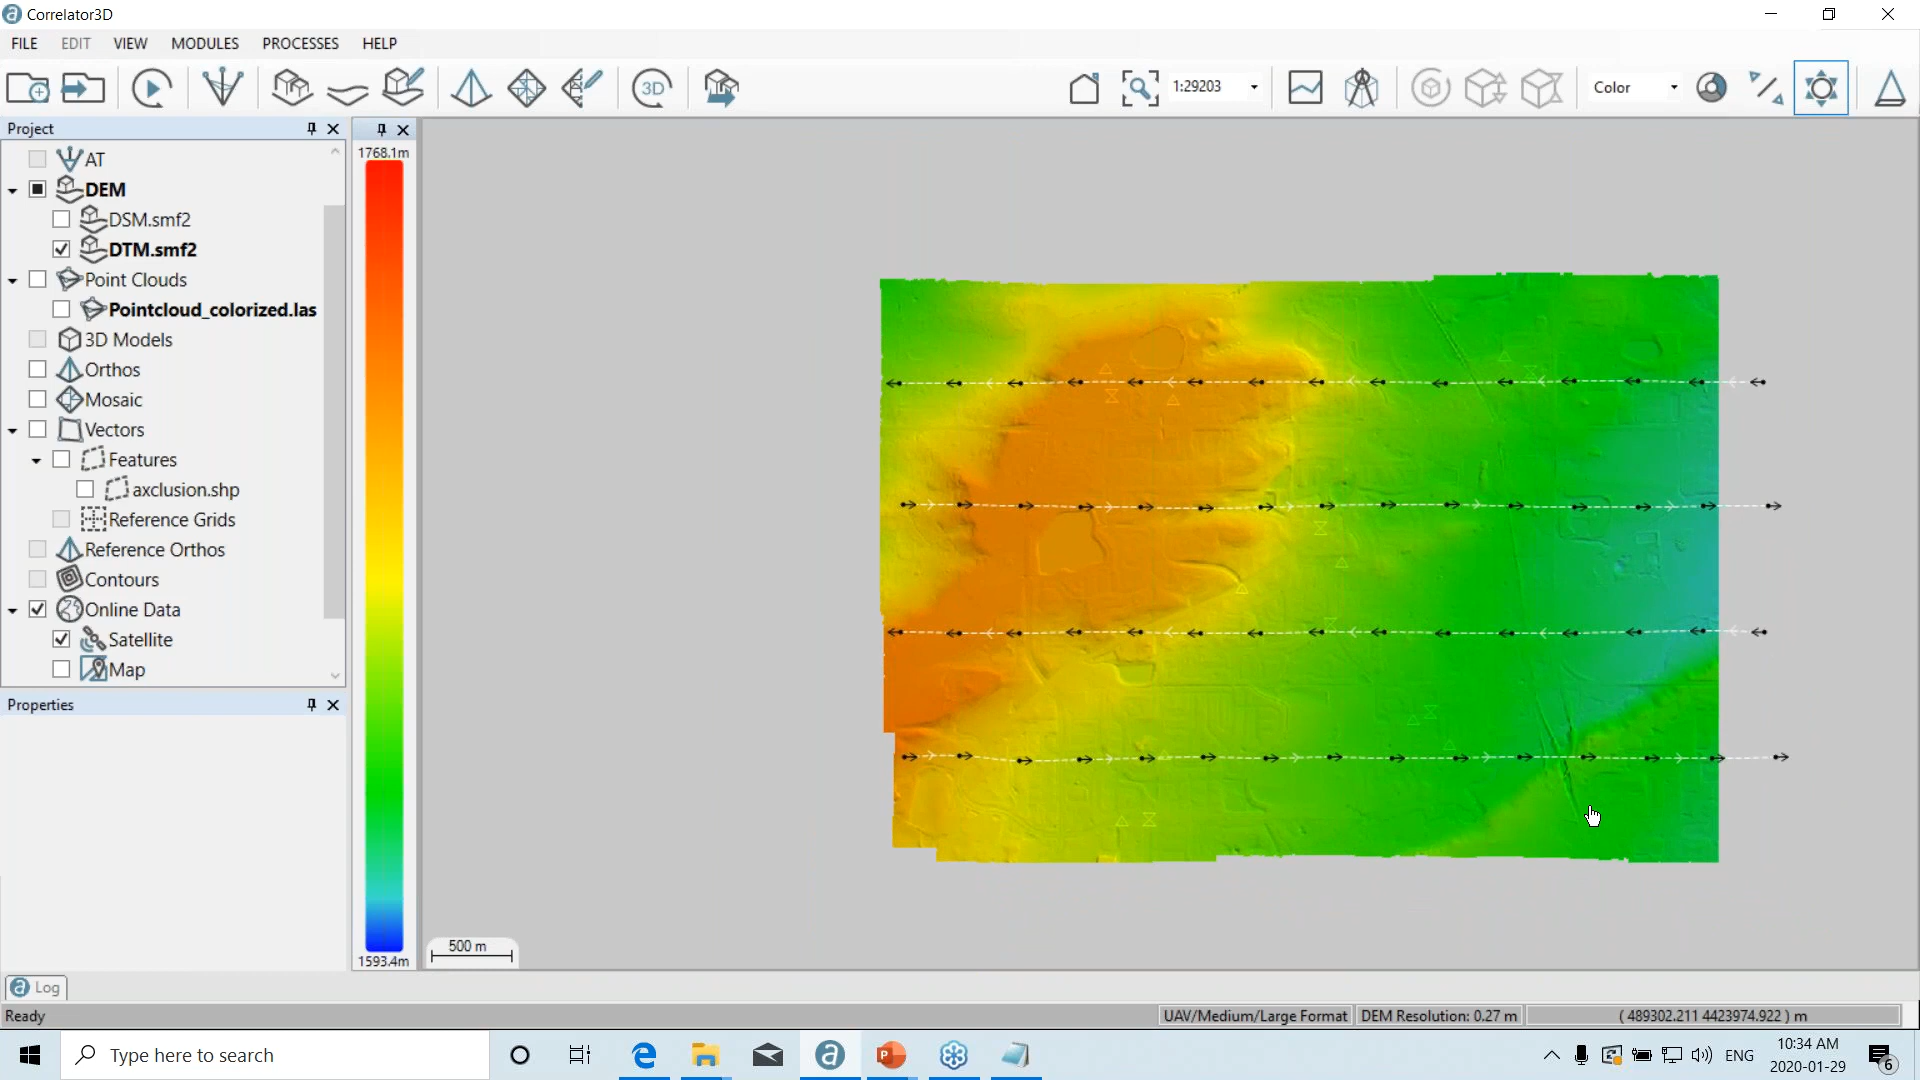 Correlator3D
FILE EDIT VIEW MODULES PROCESSES HELP
3D
1:29203
Color
Project
AT
DEM
DSM.smf2
DTM.smf2
Point Clouds
Pointcloud_colorized.las
3D Models
Orthos
Mosaic
Vectors
Features
axclusion.shp
Reference Grids
Reference Orthos
Contours
Online Data
Satellite
Map
Properties
1768.1m
1593.4m
500 m
Log
Ready
UAV/Medium/Large Format
DEM Resolution: 0.27 m
( 489302.211 4423974.922 ) m
Type here to search
ENG
10:34 AM
2020-01-29
6